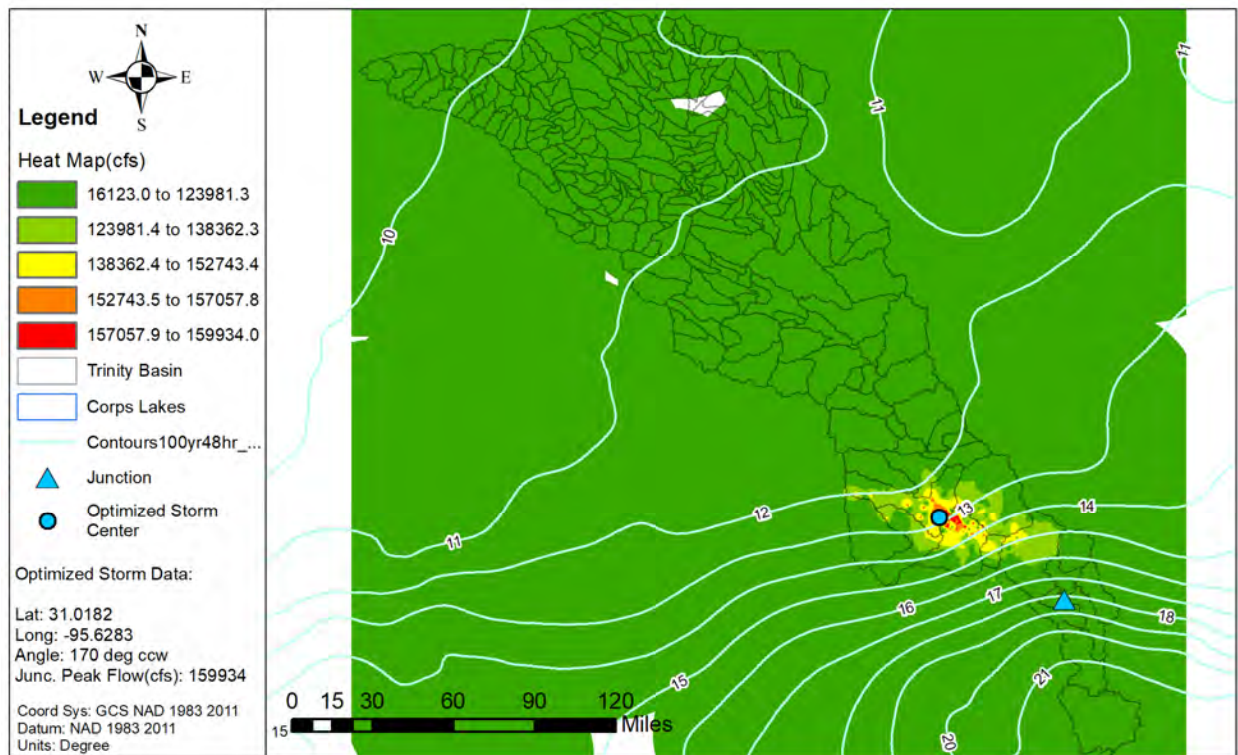 N
W E
S
Legend
Heat Map(cfs)
16123.0 to 123981.3
123981.4 to 138362.3
138362.4 to 152743.4
152743.5 to 157057.8
157057.9 to 159934.0
Trinity Basin
Corps Lakes
Contours100yr48hr_...
Junction
Optimized Storm
Center
Optimized Storm Data:
Lat: 31.0182
Long: -95.6283
Angle: 170 deg ccw
Junc. Peak Flow(cfs): 159934
Coord Sys: GCS NAD 1983 2011
Datum: NAD 1983 2011
Units: Degree
11
11
10
12
13
14
11
16
17
18
15
21
20
0 15 30 60 90 120
Miles
15